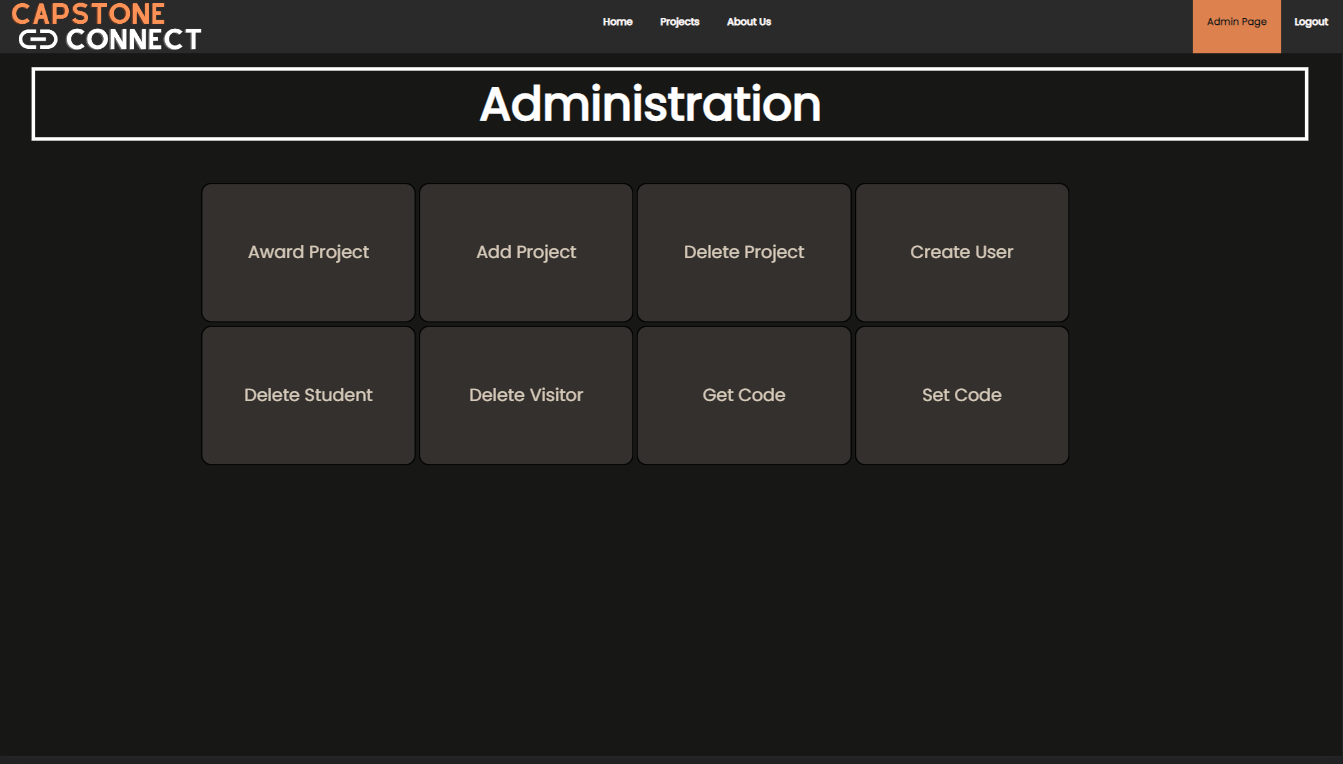 CAPSTONE
CONNECT
Home Projects About Us Admin Page Logout
Administration
Award Project Add Project Delete Project Create User
Delete Student Delete Visitor Get Code Set Code